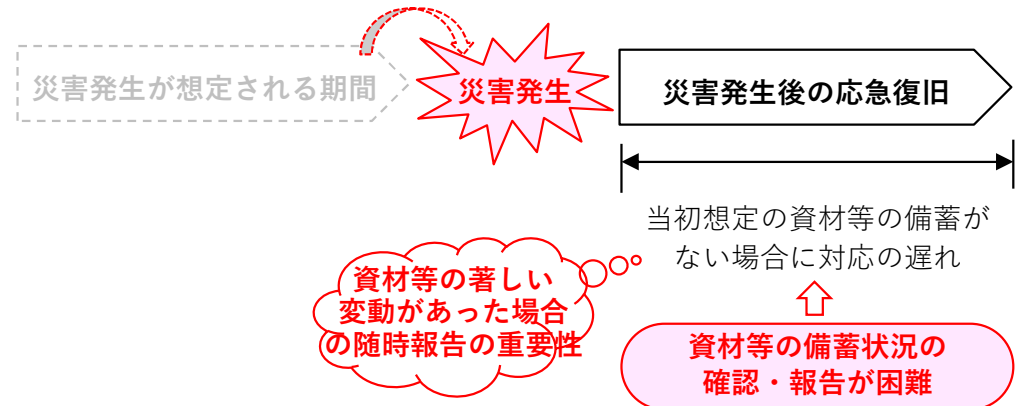 災害発生が想定される期間
災害発生
災害発生後の応急復旧
当初想定の資材等の備蓄が
ない場合に対応の遅れ
資材等の著しい
変動があった場合
の随時報告の重要性
資材等の備蓄状況の
確認・報告が困難